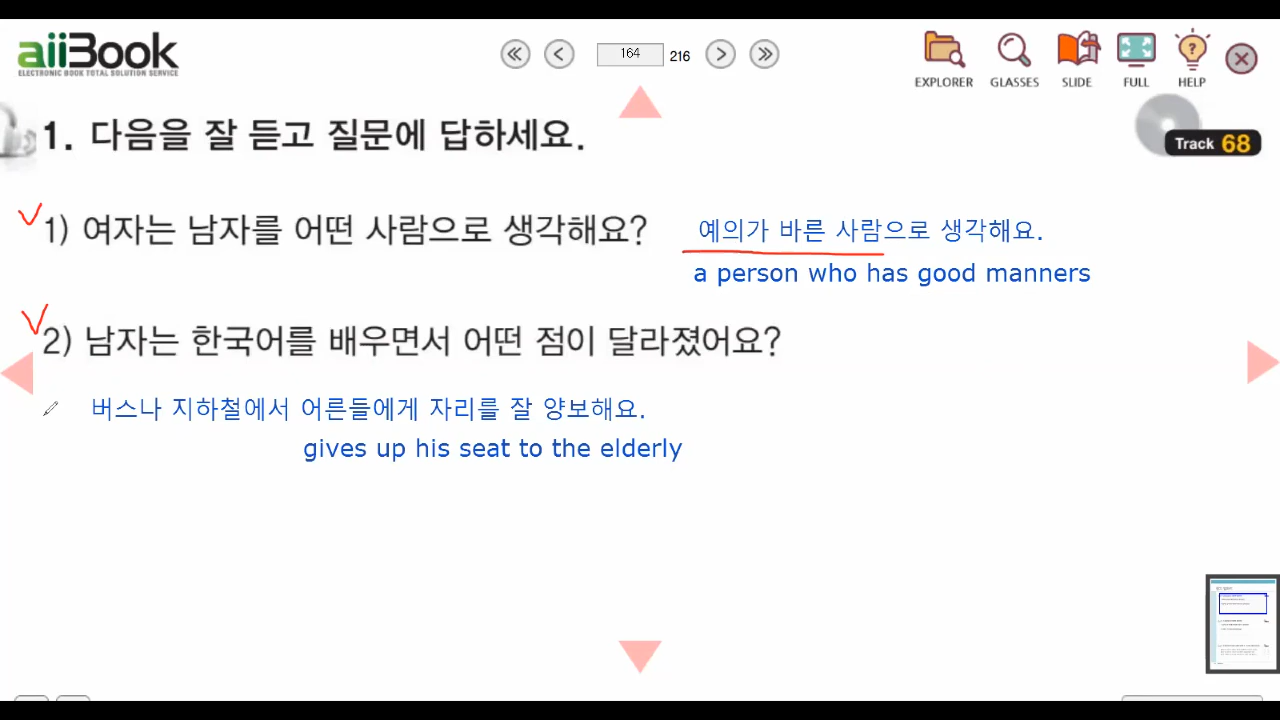 aiiBook
ELECTRONIC BOOK TOTAL SOLUTION SERVICE
164 216
EXPLORER GLASSES SLIDE FULL HELP
1. 다음을 잘 듣고 질문에 답하세요.
Track 68
1) 여자는 남자를 어떤 사람으로 생각해요? 예의가 바른 사람으로 생각해요.
a person who has good manners
2) 남자는 한국어를 배우면서 어떤 점이 달라졌어요?
버스나 지하철에서 어른들에게 자리를 잘 양보해요.
gives up his seat to the elderly